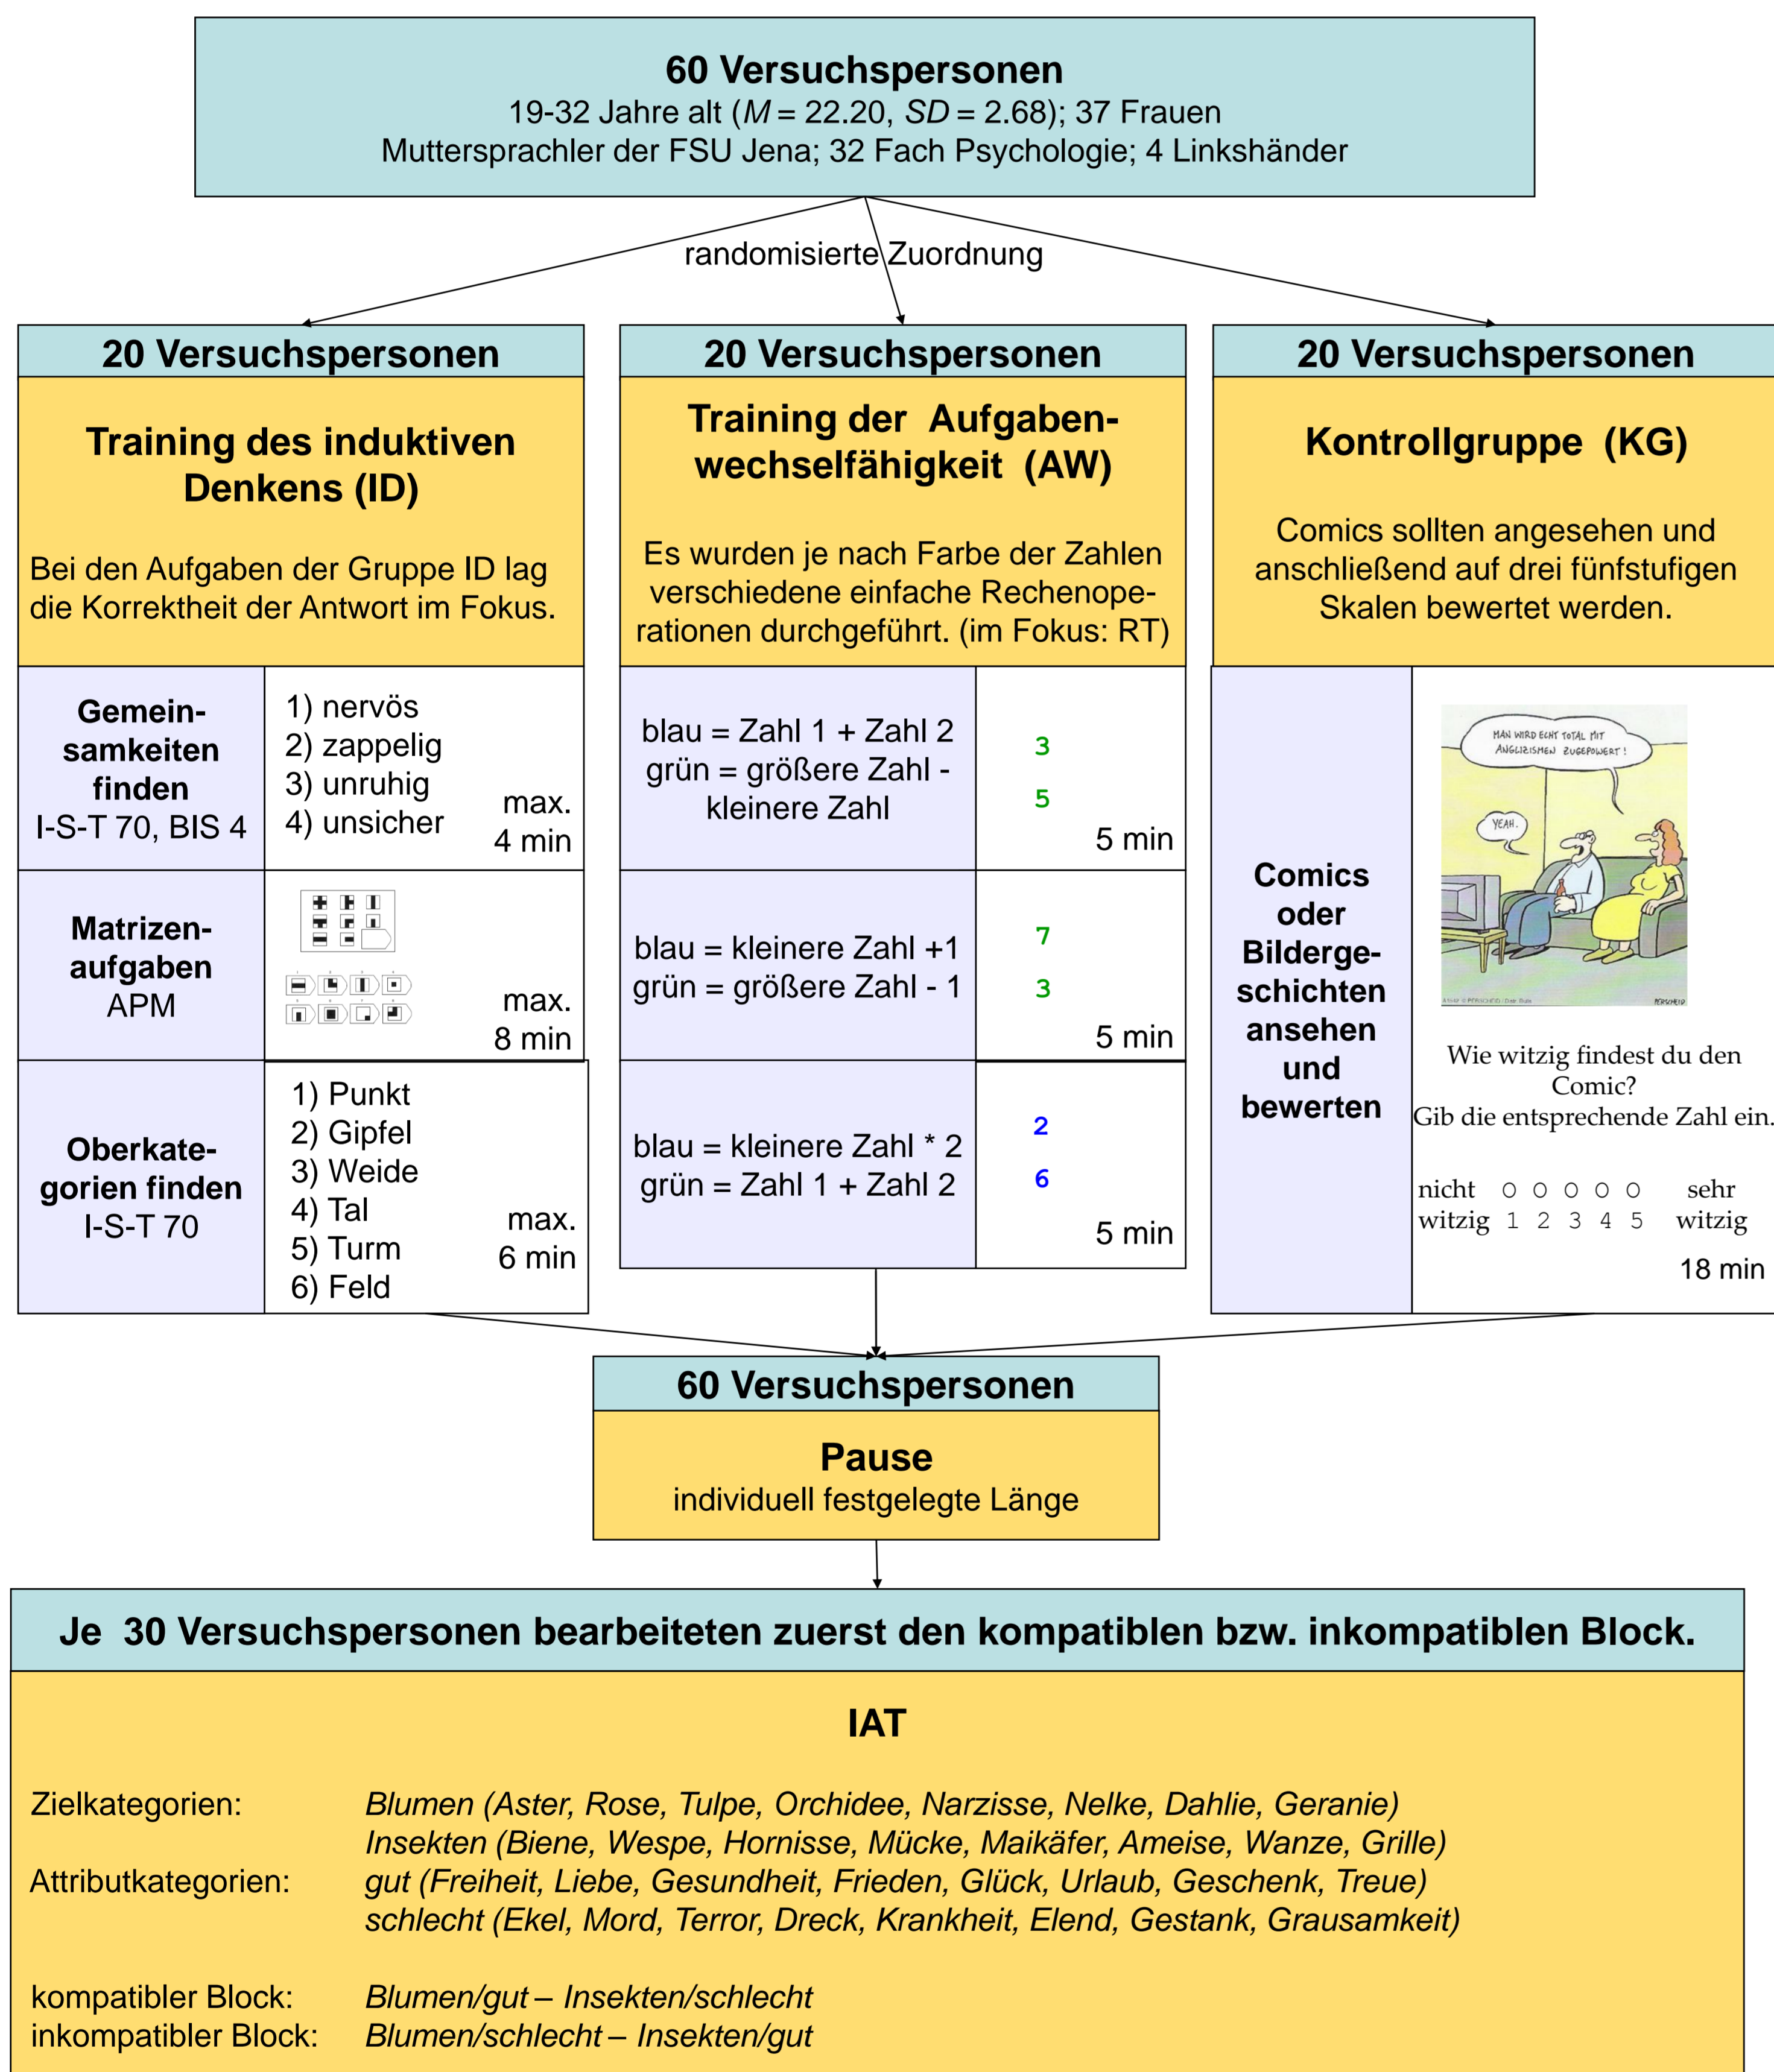 60 Versuchspersonen
19-32 Jahre alt (M = 22.20, SD = 2.68); 37 Frauen
Muttersprachler der FSU Jena; 32 Fach Psychologie; 4 Linkshänder
randomisierte Zuordnung
20 Versuchspersonen
Training des induktiven
Denkens (ID)
Bei den Aufgaben der Gruppe ID lag
die Korrektheit der Antwort im Fokus.
Gemein-
samkeiten
finden
I-S-T 70, BIS 4
1) nervös
2) zappelig
3) unruhig
4) unsicher
max.
4 min
Matrizen-
aufgaben
APM
max.
8 min
Oberkate-
gorien finden
I-S-T 70
1) Punkt
2) Gipfel
3) Weide
4) Tal
5) Turm
6) Feld
max.
6 min
20 Versuchspersonen
Training der Aufgaben-
wechselfähigkeit (AW)
Es wurden je nach Farbe der Zahlen
verschiedene einfache Rechenope-
rationen durchgeführt. (im Fokus: RT)
blau = Zahl 1 + Zahl 2
grün = größere Zahl -
kleinere Zahl
3
5
5 min
blau = kleinere Zahl +1
grün = größere Zahl - 1
7
3
5 min
blau = kleinere Zahl * 2
grün = Zahl 1 + Zahl 2
2
6
5 min
20 Versuchspersonen
Kontrollgruppe (KG)
Comics sollten angesehen und
anschließend auf drei fünfstufigen
Skalen bewertet werden.
Comics
oder
Bilderge-
schichten
ansehen
und
bewerten
MAN WIRD ECHT TOTAL MIT
ANGLIZISMEN ZUGEPOWERT!
YEAH.
PERSCHEID
Wie witzig findest du den
Comic?
Gib die entsprechende Zahl ein.
nicht O O O O O sehr
witzig 1 2 3 4 5 witzig
18 min
60 Versuchspersonen
Pause
individuell festgelegte Länge
Je 30 Versuchspersonen bearbeiteten zuerst den kompatiblen bzw. inkompatiblen Block.
IAT
Zielkategorien: Blumen (Aster, Rose, Tulpe, Orchidee, Narzisse, Nelke, Dahlie, Geranie)
Insekten (Biene, Wespe, Hornisse, Mücke, Maikäfer, Ameise, Wanze, Grille)
Attributkategorien: gut (Freiheit, Liebe, Gesundheit, Frieden, Glück, Urlaub, Geschenk, Treue)
schlecht (Ekel, Mord, Terror, Dreck, Krankheit, Elend, Gestank, Grausamkeit)
kompatibler Block: Blumen/gut – Insekten/schlecht
inkompatibler Block: Blumen/schlecht – Insekten/gut